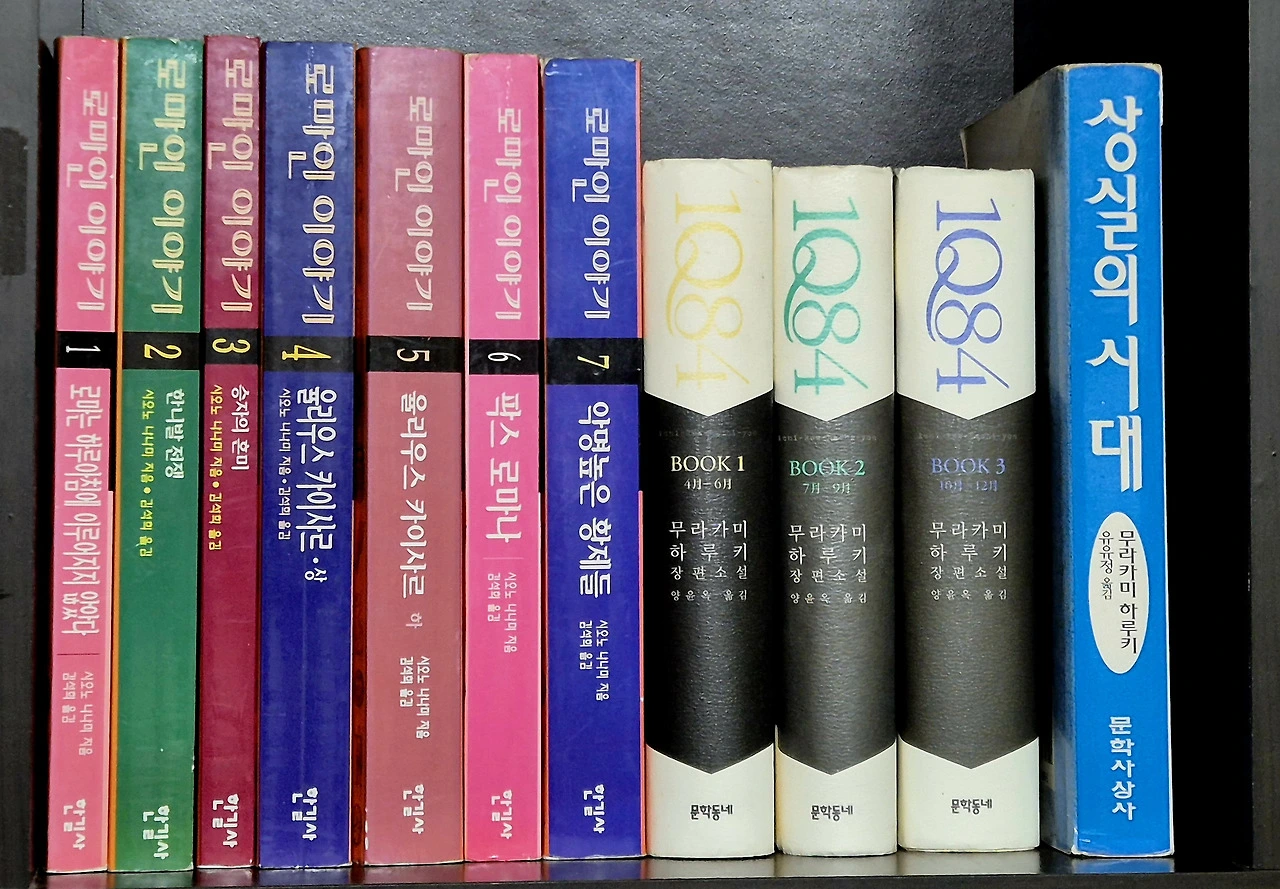 로마인 이야기
1
로마는 하루아침에 이루어지지 않았다
시오노 나나미 지음
김석희 옮김
한길사
로마인 이야기
2
한니발 전쟁
시오노 나나미 지음 • 김석희 옮김
한길사
로마인 이야기
3
승자의 혼미
시오노 나나미 지음 • 김석희 옮김
한길사
로마인 이야기
4
율리우스 카이사르 • 상
시오노 나나미 지음 • 김석희 옮김
한길사
로마인 이야기
5
율리우스 카이사르 하
시오노 나나미 지음
김석희 옮김
한길사
로마인 이야기
6
팍스 로마나
시오노 나나미 지음
김석희 옮김
한길사
로마인 이야기
7
악명높은 황제들
시오노 나나미 지음
김석희 옮김
한길사
1Q84
BOOK 1
4月–6月
무라카미
하루키
장편소설
양윤옥 옮김
문학동네
1Q84
BOOK 2
7月–9月
무라카미
하루키
장편소설
양윤옥 옮김
문학동네
1Q84
BOOK 3
10月–12月
무라카미
하루키
장편소설
양윤옥 옮김
문학동네
상실의 시대
무라카미 하루키
유유정 옮김
문학사상사